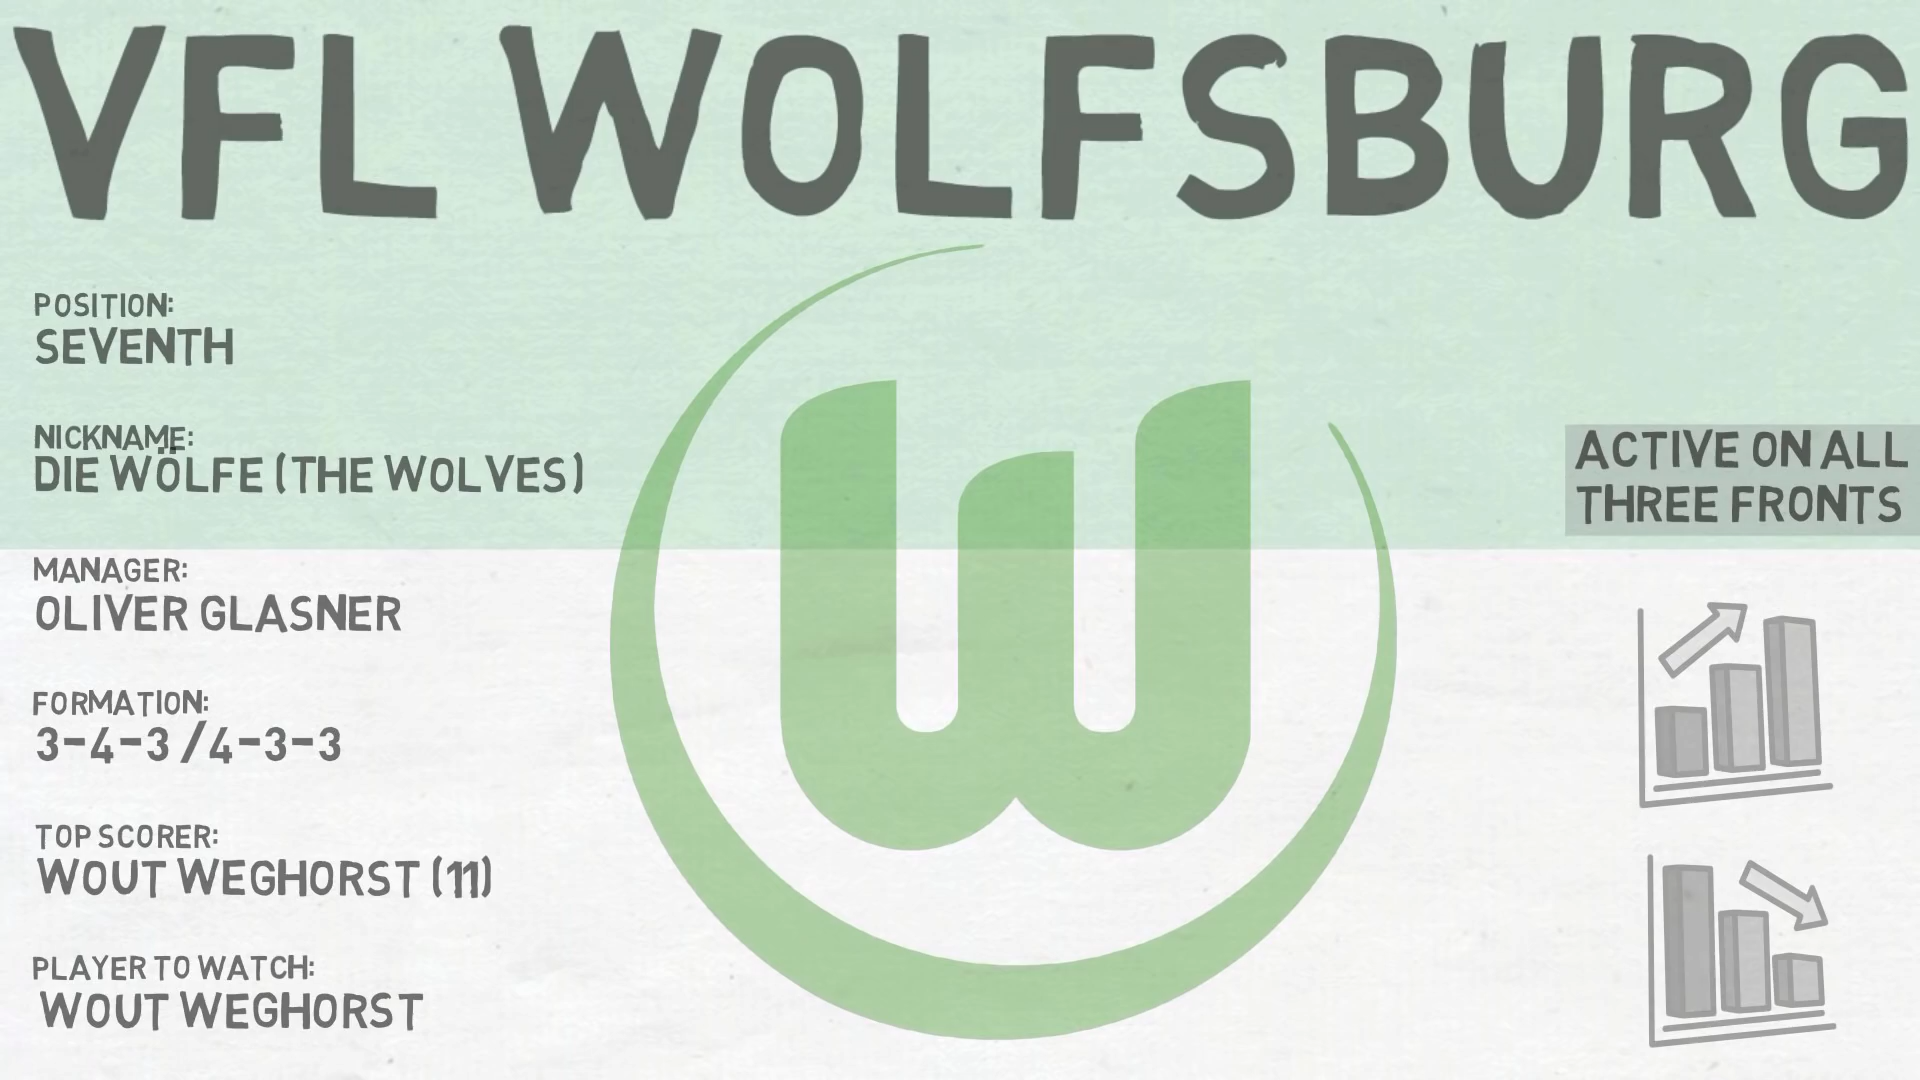 VFL WOLFSBURG
POSITION:
SEVENTH
NICKNAME:
DIE WÖLFE (THE WOLVES)
MANAGER:
OLIVER GLASNER
FORMATION:
3-4-3 /4-3-3
TOP SCORER:
WOUT WEGHORST (11)
PLAYER TO WATCH:
WOUT WEGHORST
W
ACTIVE ON ALL
THREE FRONTS